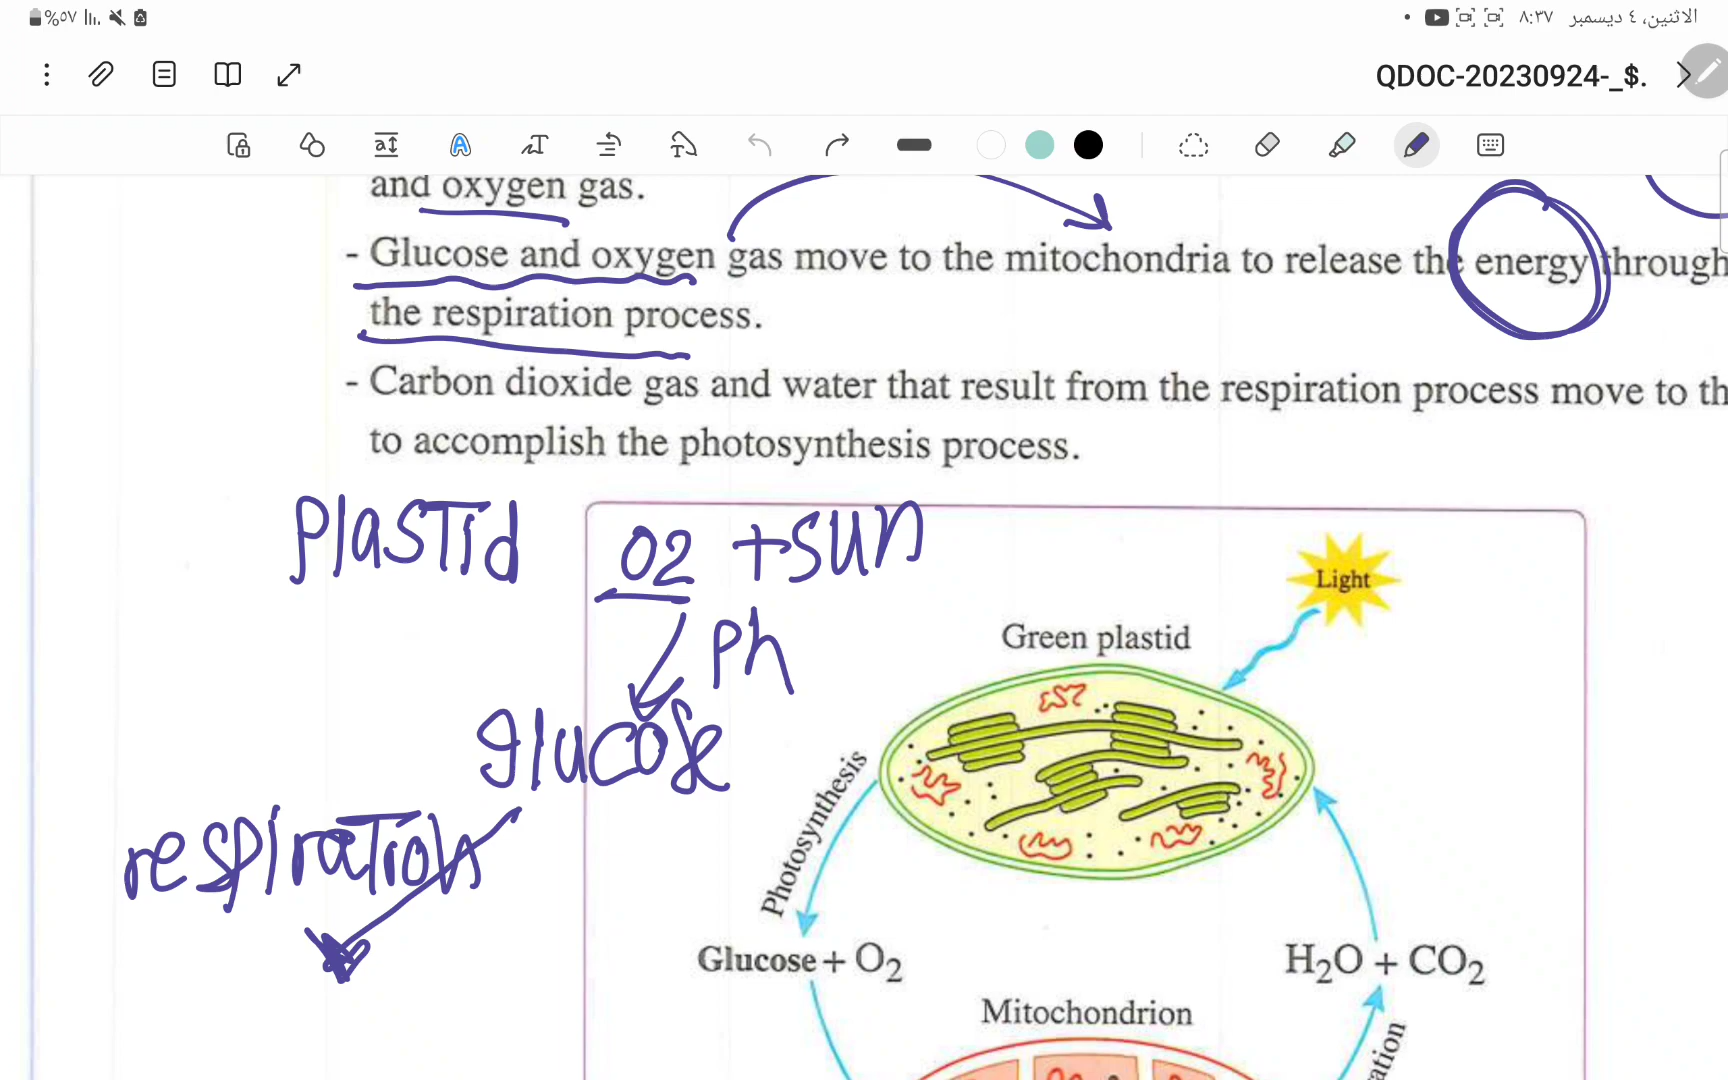 %٥٧
الاثنين، ٤ ديسمبر ٨:٣٧
QDOC-20230924-_$.
and oxygen gas.
- Glucose and oxygen gas move to the mitochondria to release the energy through
the respiration process.
- Carbon dioxide gas and water that result from the respiration process move to th
to accomplish the photosynthesis process.
Plastid O2 +sun
Light
Ph
Green plastid
glucose
Photosynthesis
respiration
Glucose + O2
H2O + CO2
Mitochondrion
ration